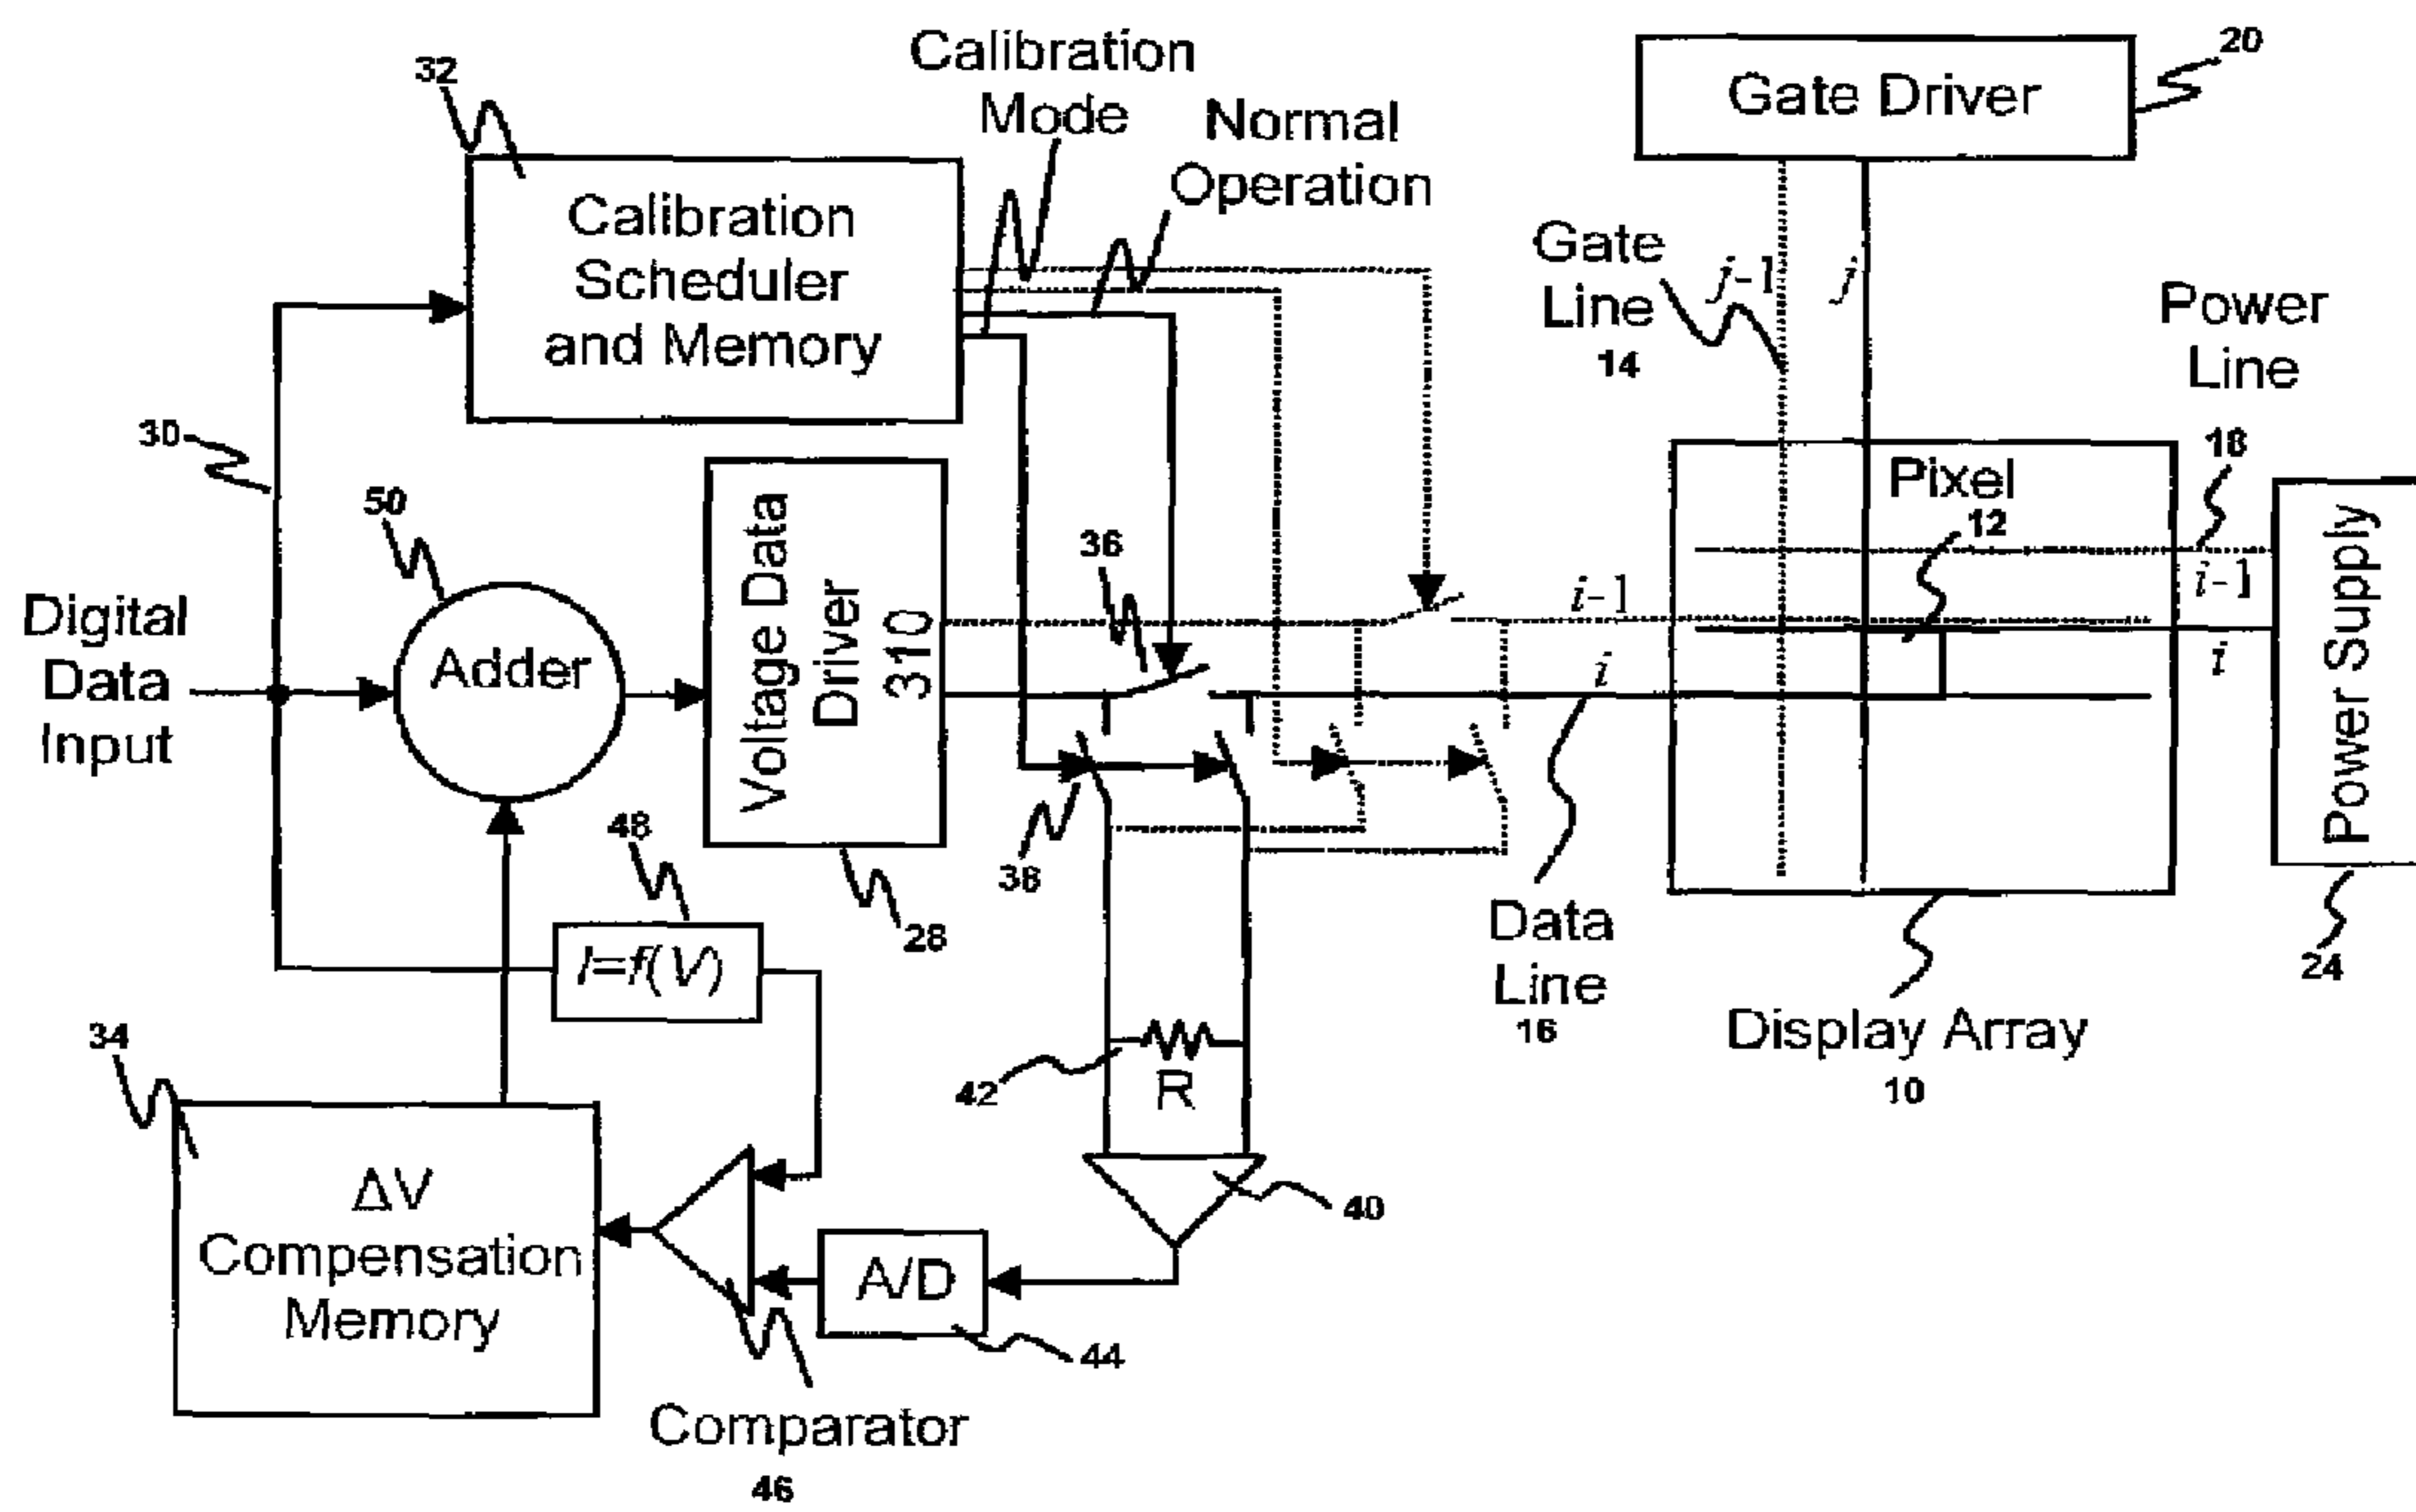 32
Calibration
Mode
Normal
Operation
Gate Driver
20
Calibration
Scheduler
and Memory
Gate
Line
14
j-1
j
Power
Line
18
30
50
Digital
Data
Input
Adder
Voltage Data
Driver
310
28
36
38
i-1
i
Pixel
12
i-1
i
Power Supply
24
Data
Line
16
Display Array
10
48
I=f(V)
34
ΔV
Compensation
Memory
42
R
40
A/D
44
Comparator
46